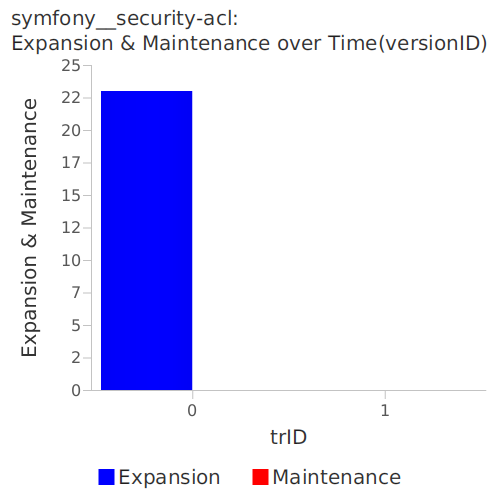 symfony__security-acl:
Expansion & Maintenance over Time(versionID)
Expansion & Maintenance
25
22
20
17
15
12
10
7
5
2
0
0 1
trID
Expansion Maintenance